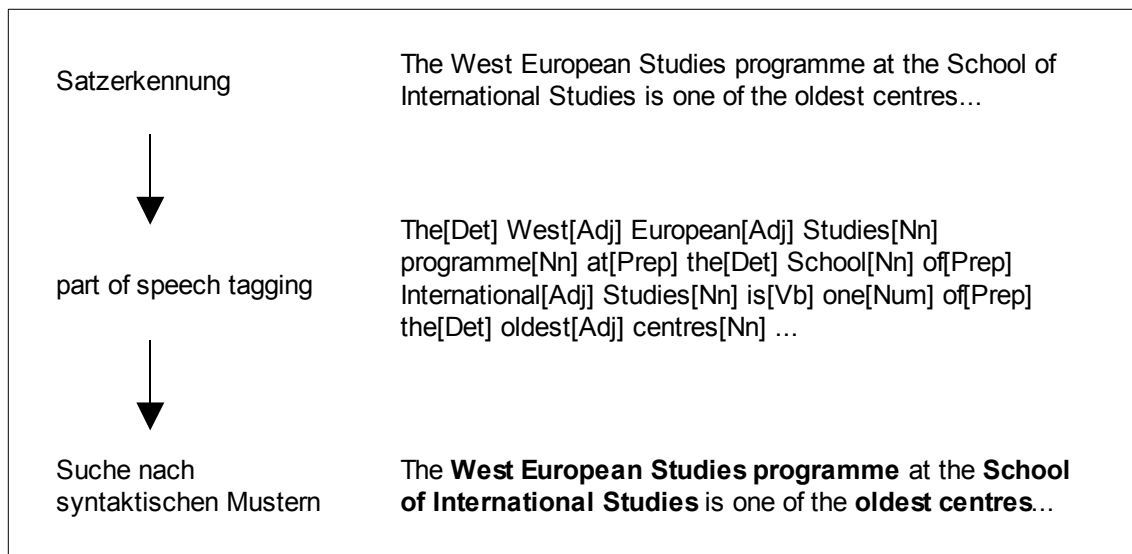 Satzerkennung
The West European Studies programme at the School of
International Studies is one of the oldest centres...
part of speech tagging
The[Det] West[Adj] European[Adj] Studies[Nn]
programme[Nn] at[Prep] the[Det] School[Nn] of[Prep]
International[Adj] Studies[Nn] is[Vb] one[Num] of[Prep]
the[Det] oldest[Adj] centres[Nn] ...
Suche nach
syntaktischen Mustern
The West European Studies programme at the School
of International Studies is one of the oldest centres...